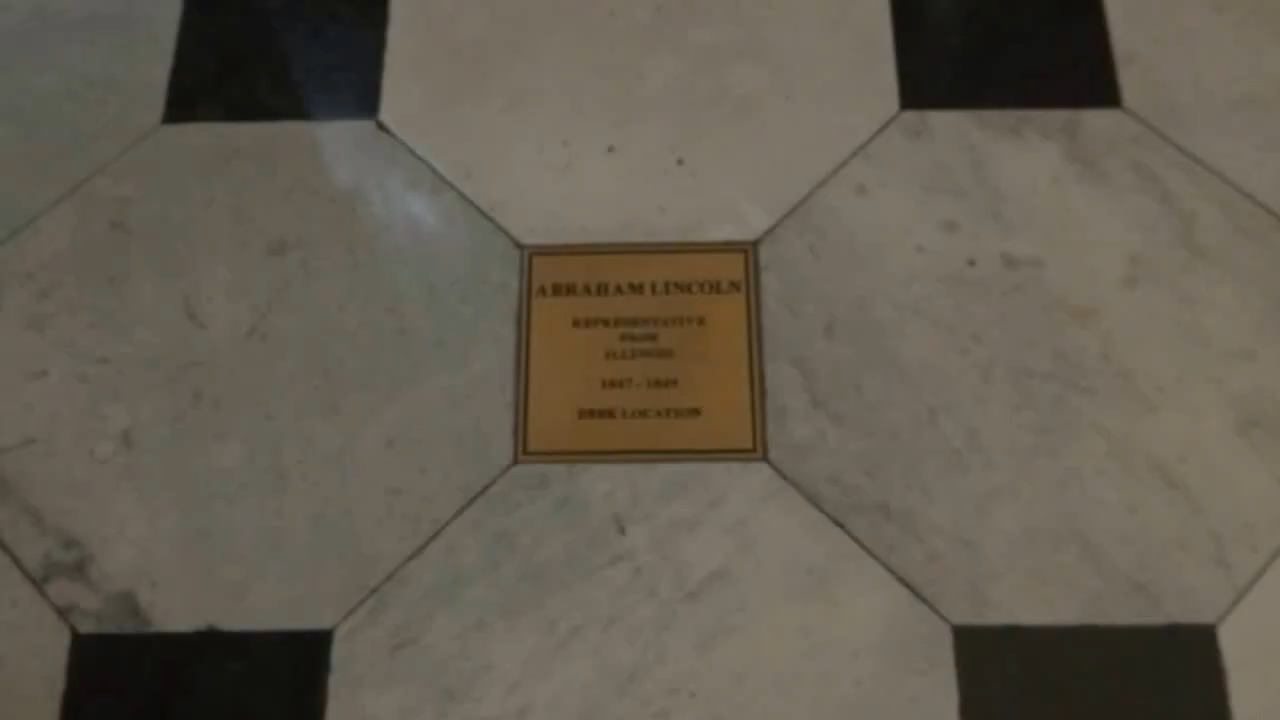 ABRAHAM LINCOLN
REPRESENTATIVE
FROM
ILLINOIS
1847-1849
DESK LOCATION